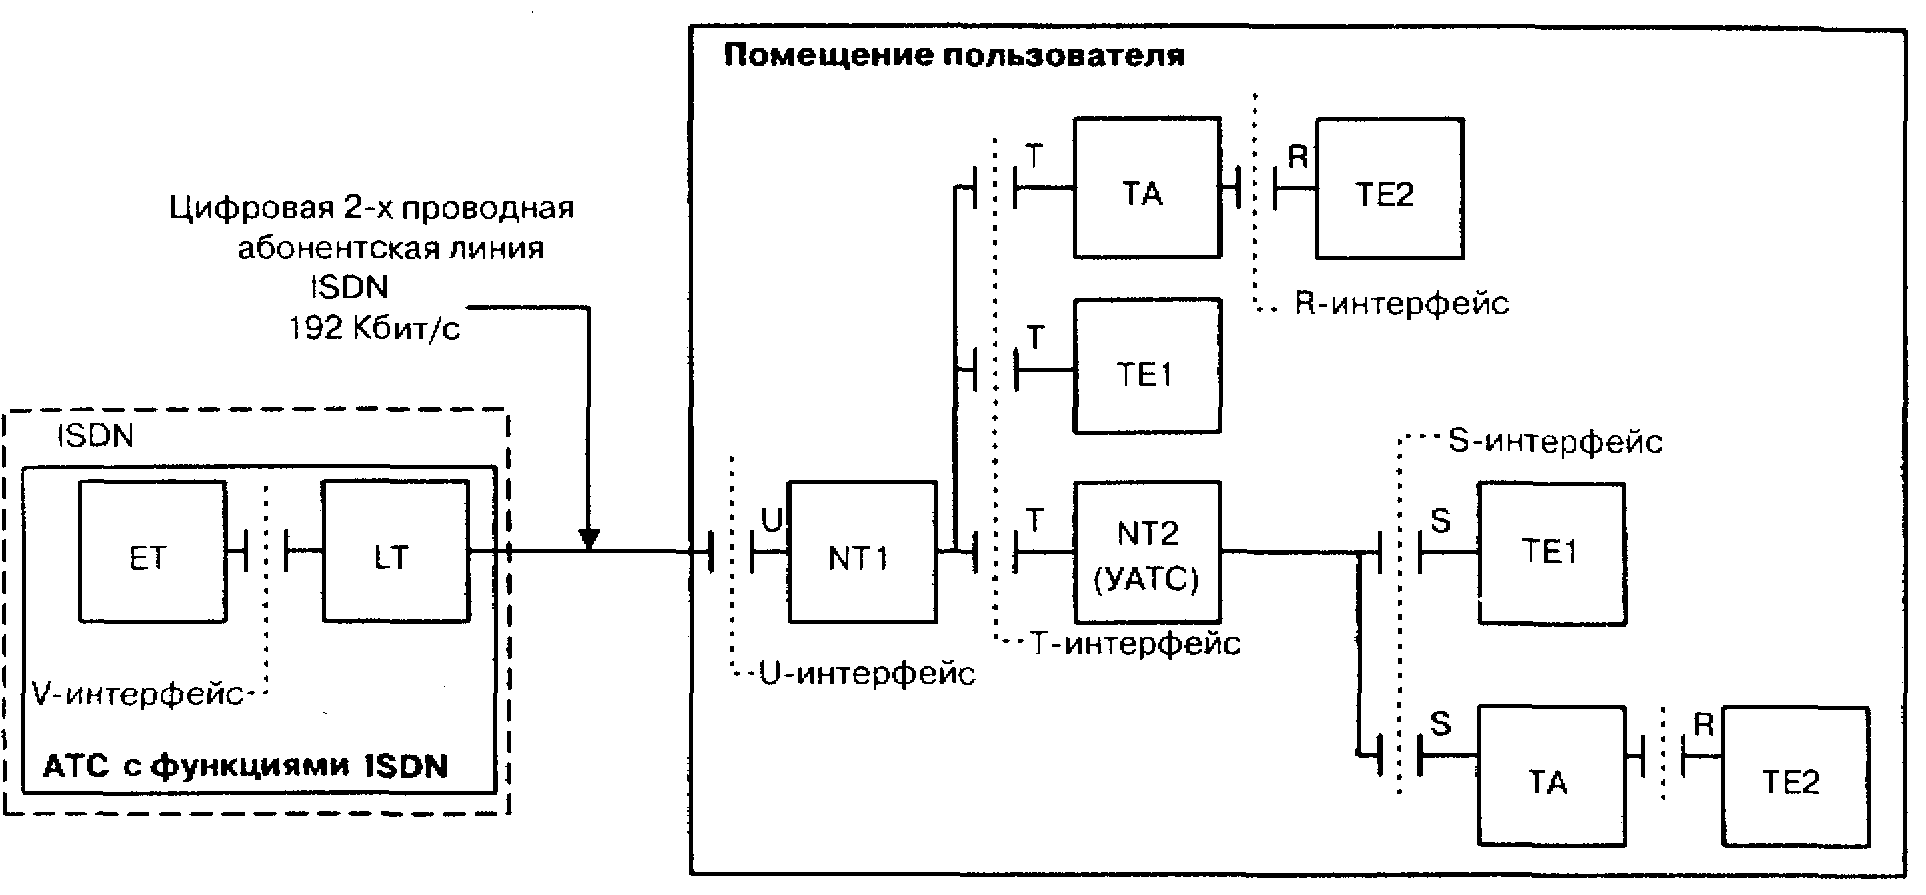 Помещение пользователя
T
TA
R
TE2
R-интерфейс
Цифровая 2-х проводная
абонентская линия
ISDN
192 Кбит/с
T
TE1
ISDN
ET
LT
V-интерфейс
АТС с функциями ISDN
U
NT1
U-интерфейс
T
NT2
(УАТС)
T-интерфейс
S-интерфейс
S
TE1
S
TA
R
TE2